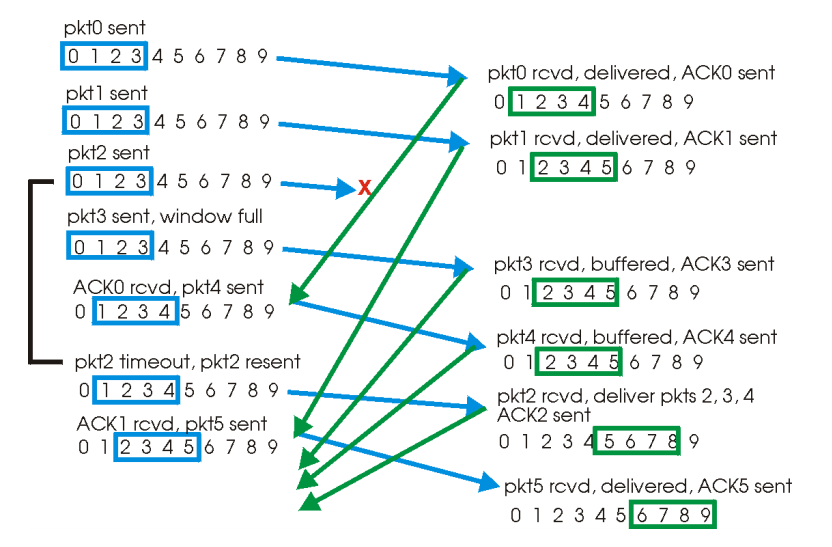 pkt0 sent
0 1 2 3 4 5 6 7 8 9
pkt1 sent
0 1 2 3 4 5 6 7 8 9
pkt2 sent
0 1 2 3 4 5 6 7 8 9
X
pkt3 sent, window full
0 1 2 3 4 5 6 7 8 9
ACK0 rcvd, pkt4 sent
0 1 2 3 4 5 6 7 8 9
pkt2 timeout, pkt2 resent
0 1 2 3 4 5 6 7 8 9
ACK1 rcvd, pkt5 sent
0 1 2 3 4 5 6 7 8 9
pkt0 rcvd, delivered, ACK0 sent
0 1 2 3 4 5 6 7 8 9
pkt1 rcvd, delivered, ACK1 sent
0 1 2 3 4 5 6 7 8 9
pkt3 rcvd, buffered, ACK3 sent
0 1 2 3 4 5 6 7 8 9
pkt4 rcvd, buffered, ACK4 sent
0 1 2 3 4 5 6 7 8 9
pkt2 rcvd, deliver pkts 2, 3, 4
ACK2 sent
0 1 2 3 4 5 6 7 8 9
pkt5 rcvd, delivered, ACK5 sent
0 1 2 3 4 5 6 7 8 9